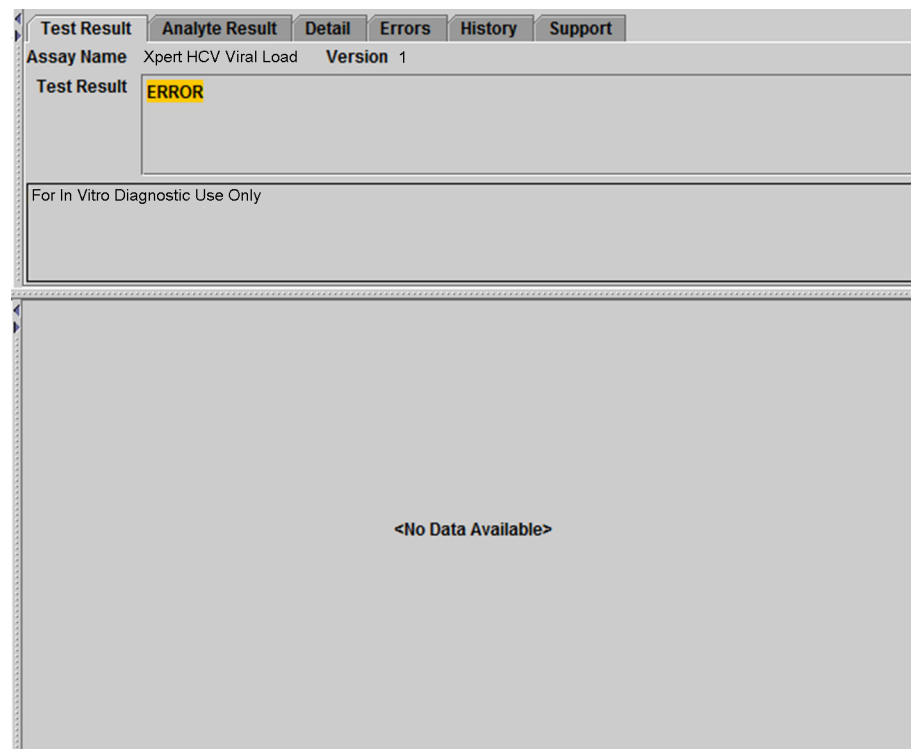 Test Result Analyte Result Detail Errors History Support
Assay Name Xpert HCV Viral Load Version 1
Test Result ERROR
For In Vitro Diagnostic Use Only
<No Data Available>